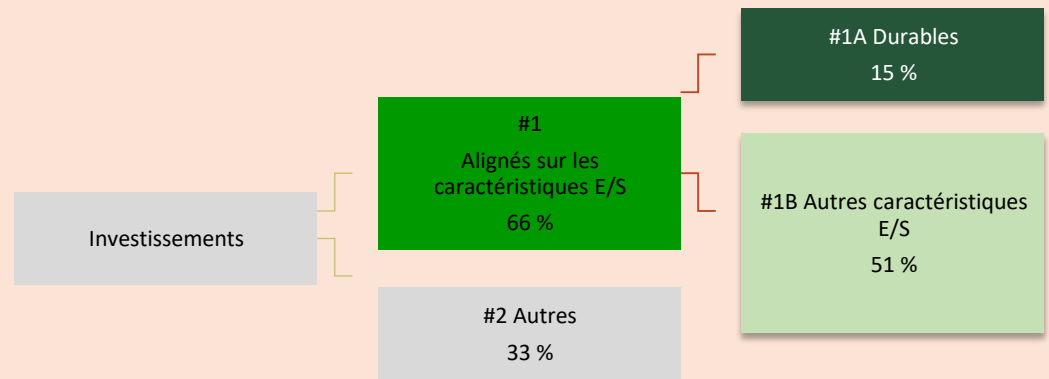 Investissements
#1
Alignés sur les
caractéristiques E/S
66 %
#2 Autres
33 %
#1A Durables
15 %
#1B Autres caractéristiques
E/S
51 %